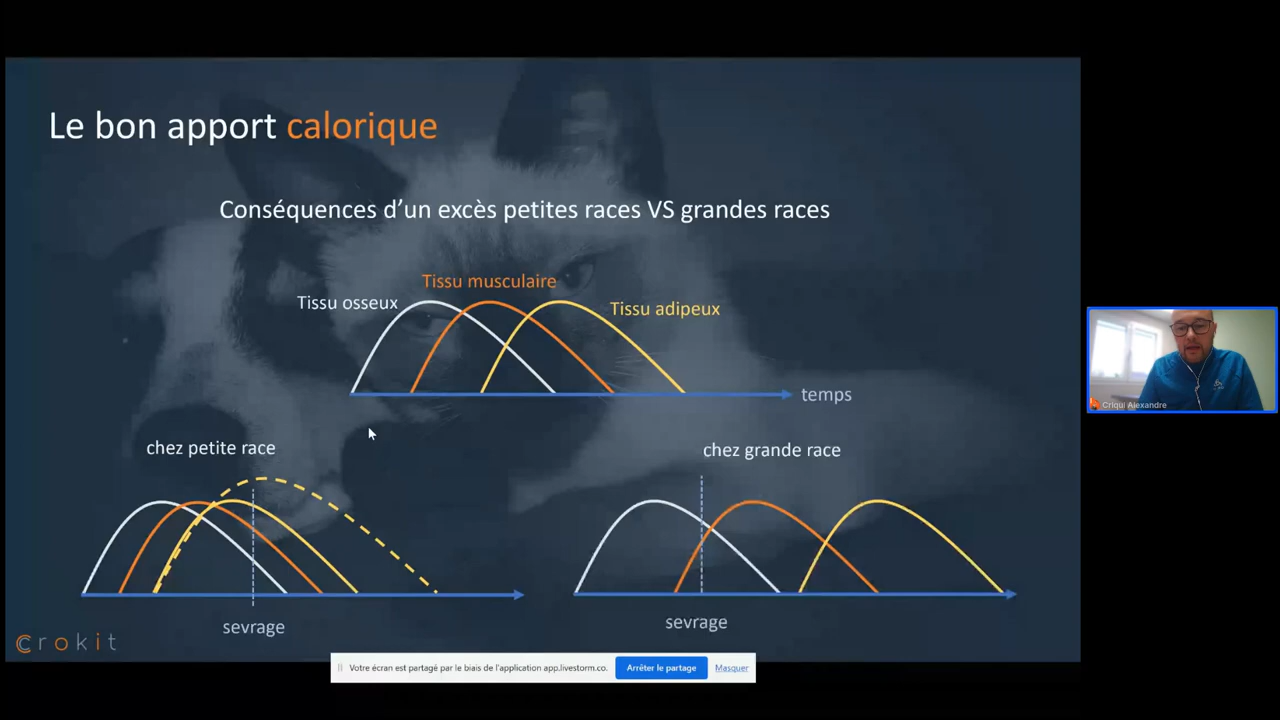 Le bon apport calorique
Conséquences d’un excès petites races VS grandes races
Tissu musculaire
Tissu osseux
Tissu adipeux
temps
chez petite race
chez grande race
sevrage
sevrage
Crokit
Votre écran est partagé par le biais de l'application app.livestorm.co.
Arrêter le partage
Masquer
Criqui Alexandre